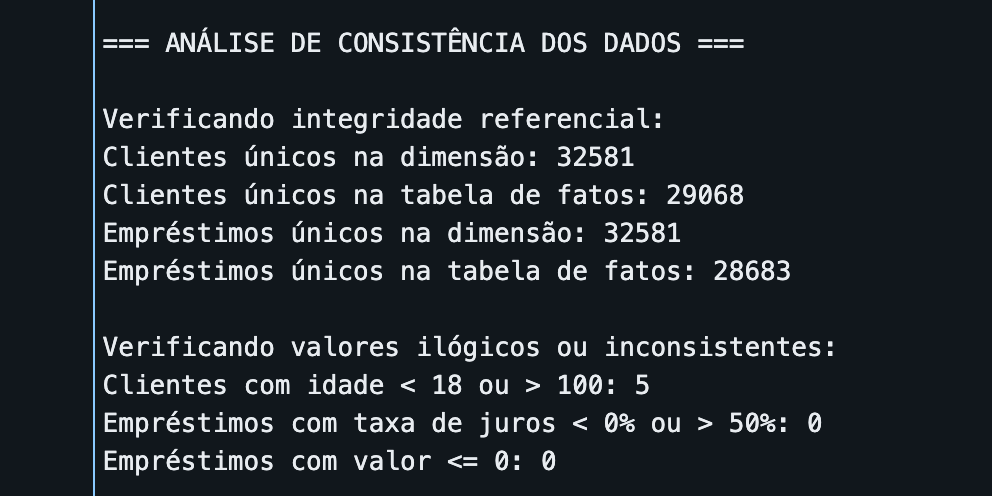 === ANÁLISE DE CONSISTÊNCIA DOS DADOS ===
Verificando integridade referencial:
Clientes únicos na dimensão: 32581
Clientes únicos na tabela de fatos: 29068
Empréstimos únicos na dimensão: 32581
Empréstimos únicos na tabela de fatos: 28683
Verificando valores ilógicos ou inconsistentes:
Clientes com idade < 18 ou > 100: 5
Empréstimos com taxa de juros < 0% ou > 50%: 0
Empréstimos com valor <= 0: 0